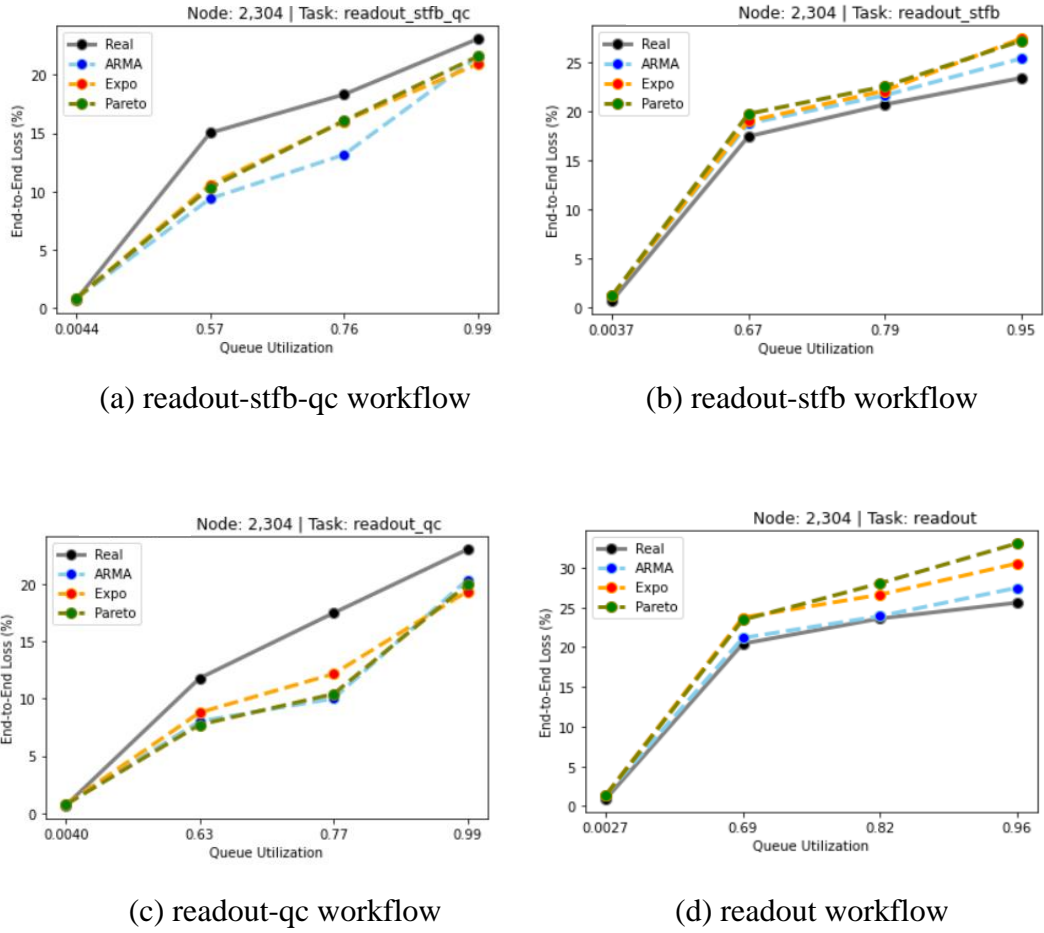 Node: 2,304 | Task: readout_stfb_qc
Real
ARMA
Expo
Pareto
End-to-End Loss (%)
20
15
10
5
0
0.0044 0.57 0.76 0.99
Queue Utilization
(a) readout-stfb-qc workflow
Node: 2,304 | Task: readout_stfb
Real
ARMA
Expo
Pareto
End-to-End Loss (%)
25
20
15
10
5
0
0.0037 0.67 0.79 0.95
Queue Utilization
(b) readout-stfb workflow
Node: 2,304 | Task: readout_qc
Real
ARMA
Expo
Pareto
End-to-End Loss (%)
20
15
10
5
0
0.0040 0.63 0.77 0.99
Queue Utilization
(c) readout-qc workflow
Node: 2,304 | Task: readout
Real
ARMA
Expo
Pareto
End-to-End Loss (%)
30
25
20
15
10
5
0
0.0027 0.69 0.82 0.96
Queue Utilization
(d) readout workflow